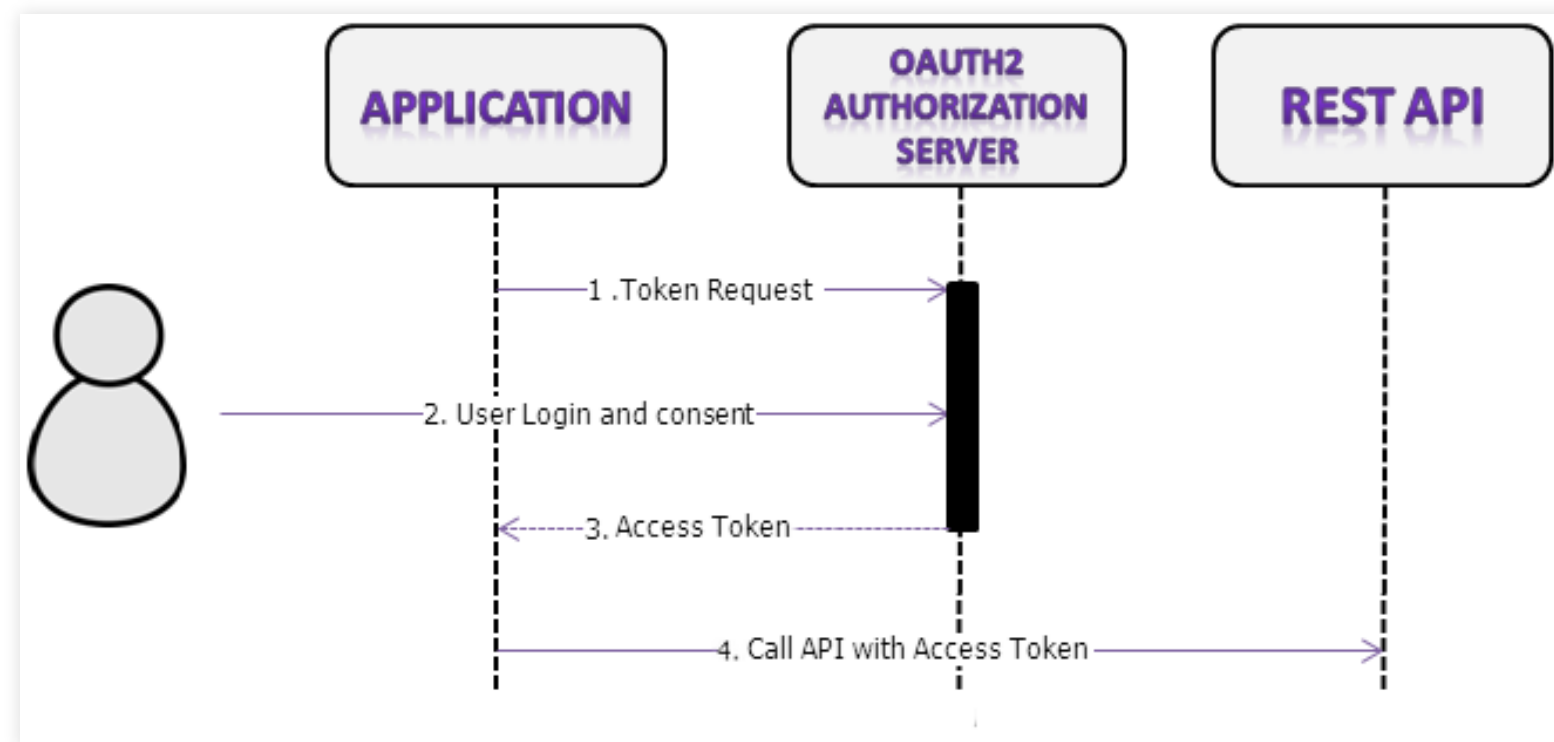 APPLICATION
OAUTH2
AUTHORIZATION
SERVER
REST API
1 .Token Request
2. User Login and consent
3. Access Token
4. Call API with Access Token